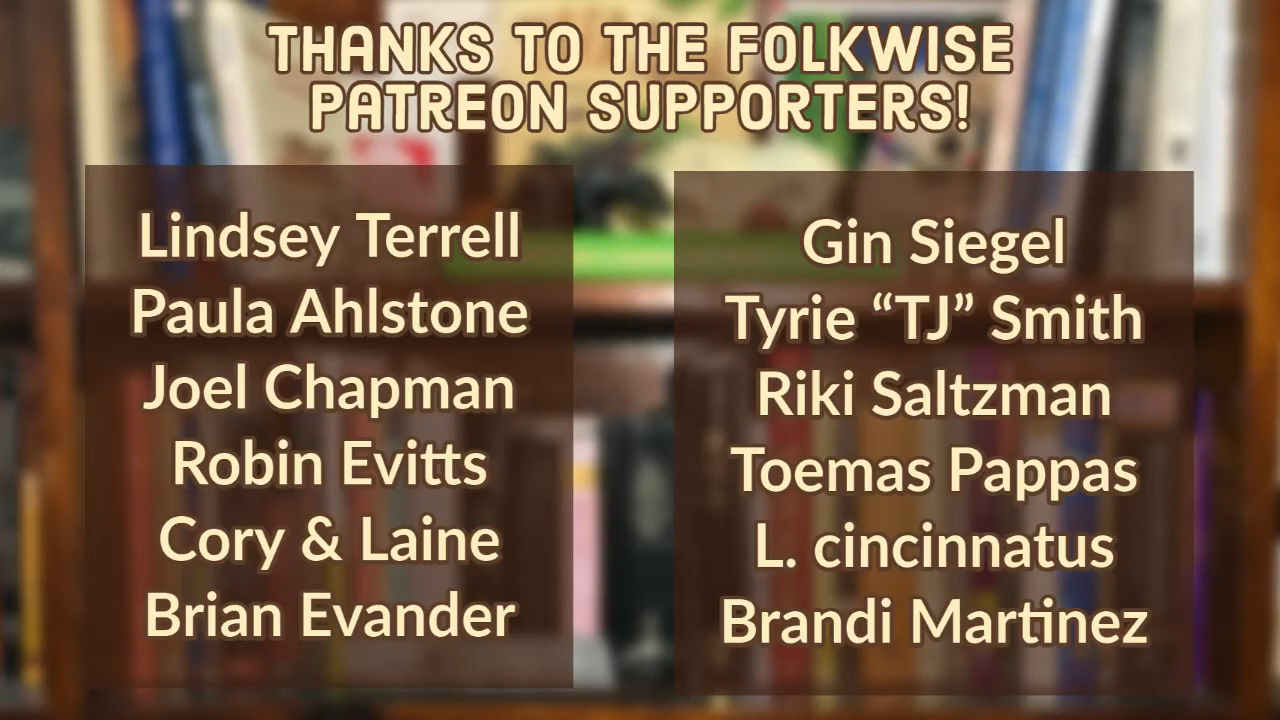 THANKS TO THE FOLKWISE
PATREON SUPPORTERS!
Lindsey Terrell
Paula Ahlstone
Joel Chapman
Robin Evitts
Cory & Laine
Brian Evander
Gin Siegel
Tyrie “TJ” Smith
Riki Saltzman
Toemas Pappas
L. cincinnatus
Brandi Martinez